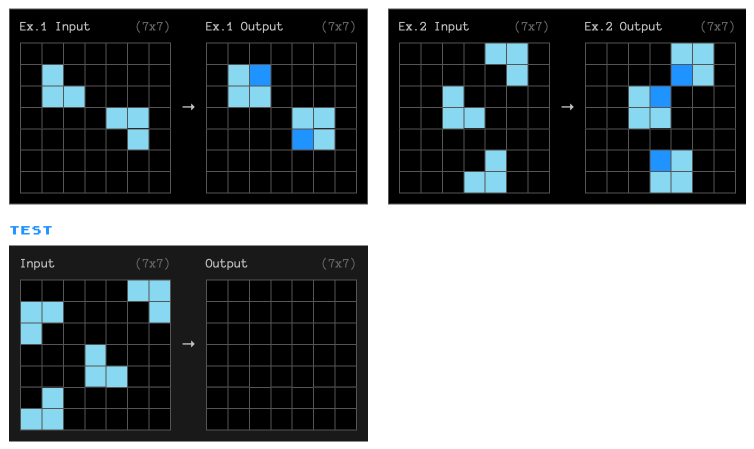 Ex.1 Input (7x7) Ex.1 Output (7x7) Ex.2 Input (7x7) Ex.2 Output (7x7)
→ →
TEST
Input (7x7) Output (7x7)
→